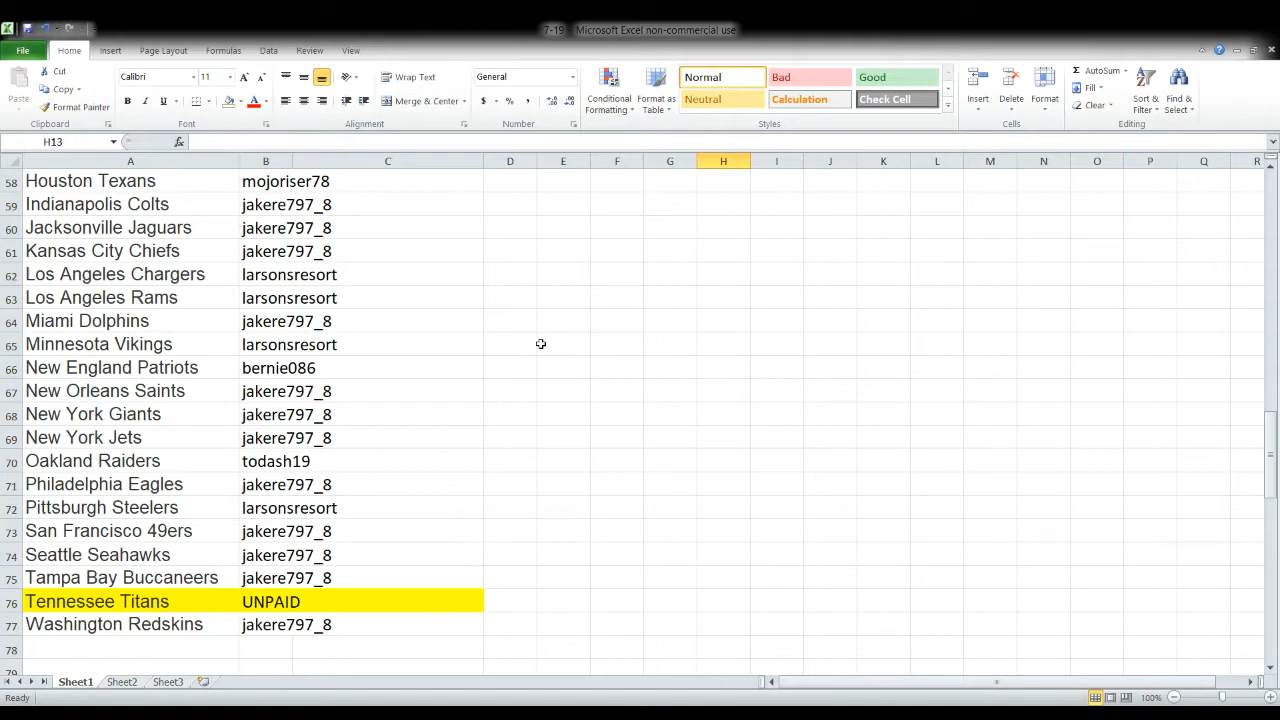 7-19 - Microsoft Excel non-commercial use
File Home Insert Page Layout Formulas Data Review View
Paste
Cut
Copy
Format Painter
Clipboard
Calibri 11
B I U
Font
Wrap Text
Merge & Center
Alignment
General
$ % ,
Number
Conditional Formatting
Format as Table
Normal Bad Good
Neutral Calculation Check Cell
Styles
Insert Delete Format
Cells
AutoSum
Fill
Clear
Sort & Filter
Find & Select
Editing
H13 fx
A B C D E F G H I J K L M N O P Q R
58 Houston Texans mojoriser78
59 Indianapolis Colts jakere797_8
60 Jacksonville Jaguars jakere797_8
61 Kansas City Chiefs jakere797_8
62 Los Angeles Chargers larsonsresort
63 Los Angeles Rams larsonsresort
64 Miami Dolphins jakere797_8
65 Minnesota Vikings larsonsresort
66 New England Patriots bernie086
67 New Orleans Saints jakere797_8
68 New York Giants jakere797_8
69 New York Jets jakere797_8
70 Oakland Raiders todash19
71 Philadelphia Eagles jakere797_8
72 Pittsburgh Steelers larsonsresort
73 San Francisco 49ers jakere797_8
74 Seattle Seahawks jakere797_8
75 Tampa Bay Buccaneers jakere797_8
76 Tennessee Titans UNPAID
77 Washington Redskins jakere797_8
78
79
Sheet1 Sheet2 Sheet3
Ready 100%